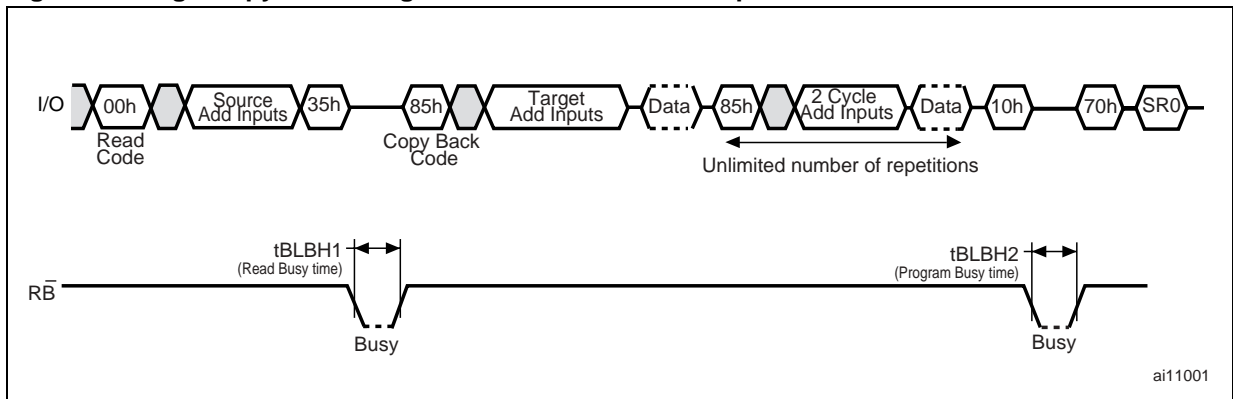 I/O 00h Source Add Inputs 35h 85h Target Add Inputs Data 85h 2 Cycle Add Inputs Data 10h 70h SR0
Read Code
Copy Back Code
Unlimited number of repetitions
tBLBH1
(Read Busy time)
tBLBH2
(Program Busy time)
RB
Busy
Busy
ai11001